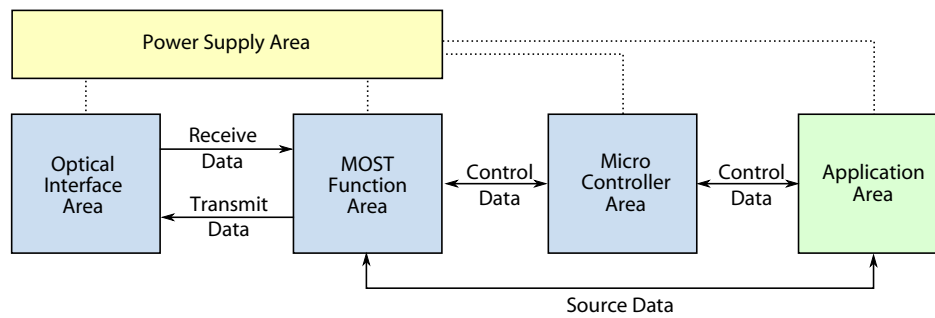 Power Supply Area
Optical
Interface
Area
Receive
Data
Transmit
Data
MOST
Function
Area
Control
Data
Micro
Controller
Area
Control
Data
Application
Area
Source Data